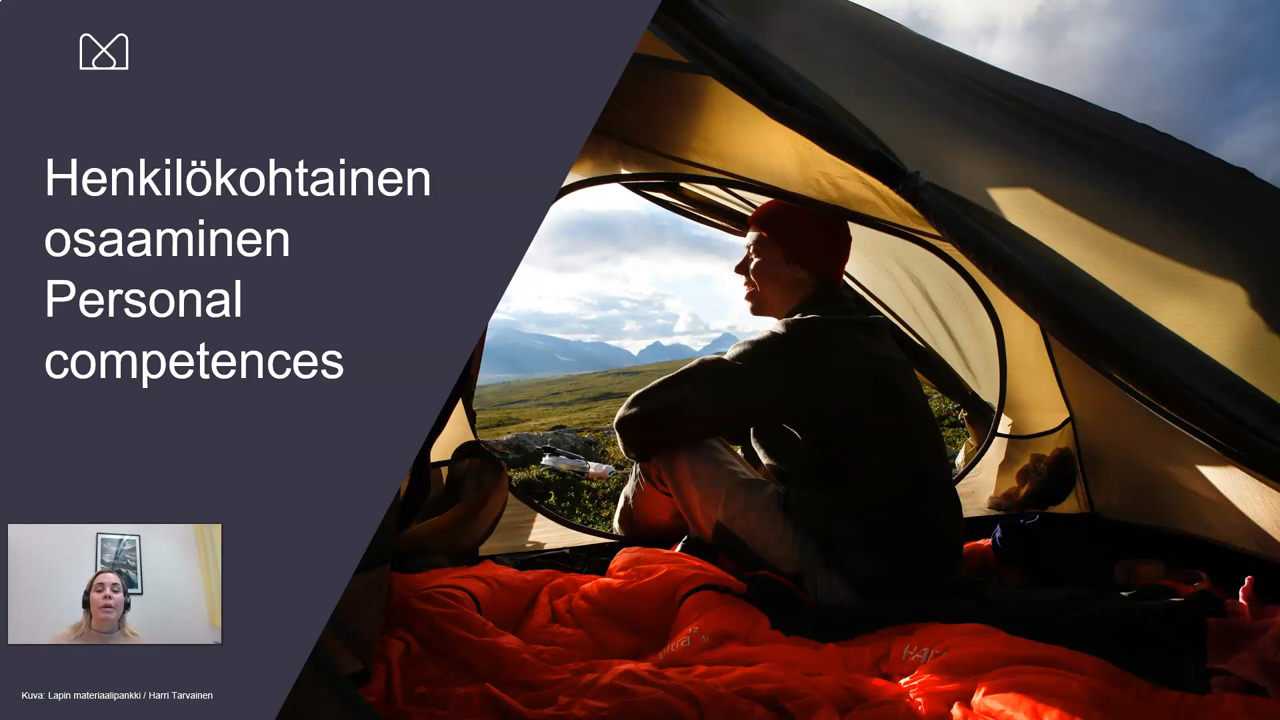 Henkilökohtainen
osaaminen
Personal
competences
Kuva: Lapin materiaalipankki / Harri Tarvainen